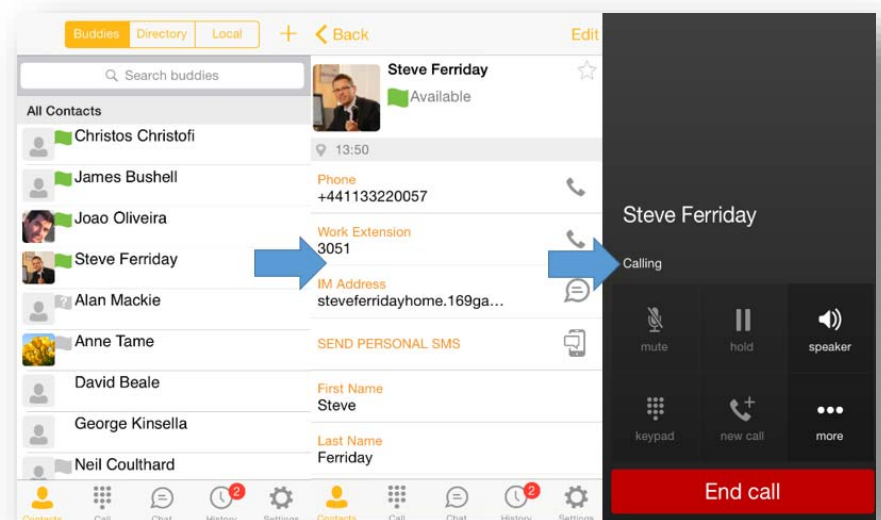 Buddies Directory Local +
Search buddies
All Contacts
Christos Christofi
James Bushell
Joao Oliveira
Steve Ferriday
Alan Mackie
Anne Tame
David Beale
George Kinsella
Neil Coulthard
2
Contacts Call Chat History Settings
Back Edit
Steve Ferriday
Available
13:50
Phone
+441133220057
Work Extension
3051
IM Address
steveferridayhome.169ga...
SEND PERSONAL SMS
First Name
Steve
Last Name
Ferriday
2
Contacts Call Chat History Settings
Steve Ferriday
Calling
mute hold speaker
keypad new call more
End call